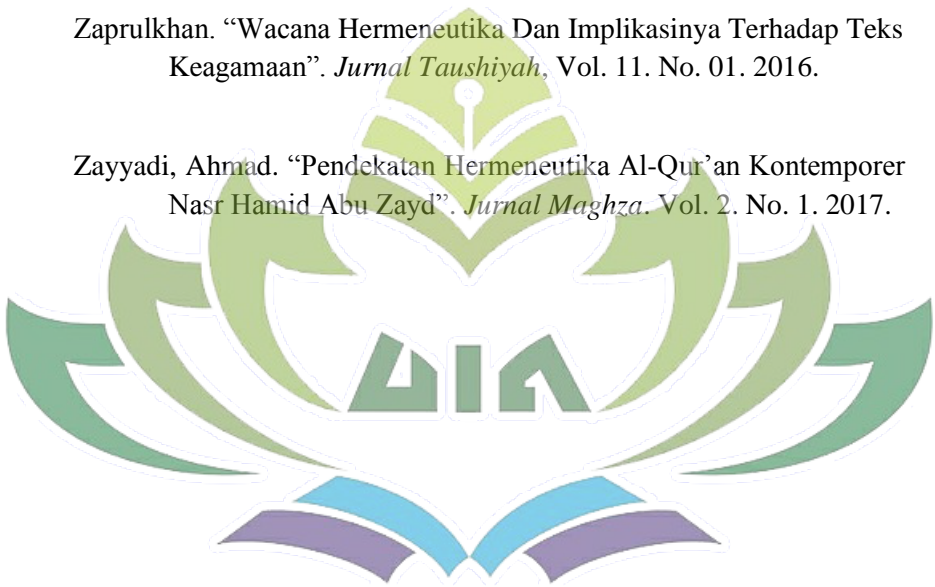 Zaprulkhan. “Wacana Hermeneutika Dan Implikasinya Terhadap Teks
Keagamaan”. Jurnal Taushiyah, Vol. 11. No. 01. 2016.
Zayyadi, Ahmad. “Pendekatan Hermeneutika Al-Qur’an Kontemporer
Nasr Hamid Abu Zayd”. Jurnal Maghza. Vol. 2. No. 1. 2017.